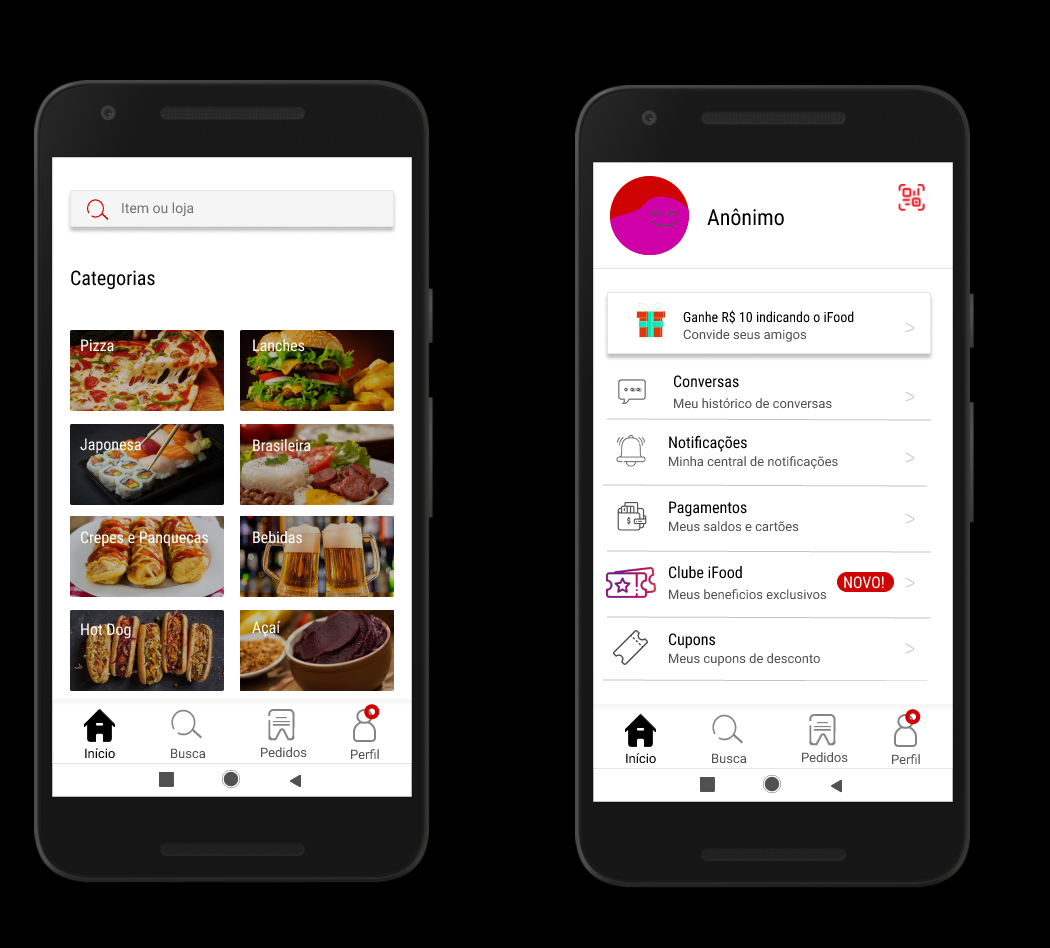 Item ou loja
Categorias
Pizza
Lanches
Japonesa
Brasileira
Crepes e Panquecas
Bebidas
Hot Dog
Açaí
Início
Busca
Pedidos
Perfil
Anônimo
Ganhe R$ 10 indicando o iFood
Convide seus amigos
Conversas
Meu histórico de conversas
Notificações
Minha central de notificações
Pagamentos
Meus saldos e cartões
Clube iFood
Meus beneficios exclusivos
NOVO!
Cupons
Meus cupons de desconto
Início
Busca
Pedidos
Perfil